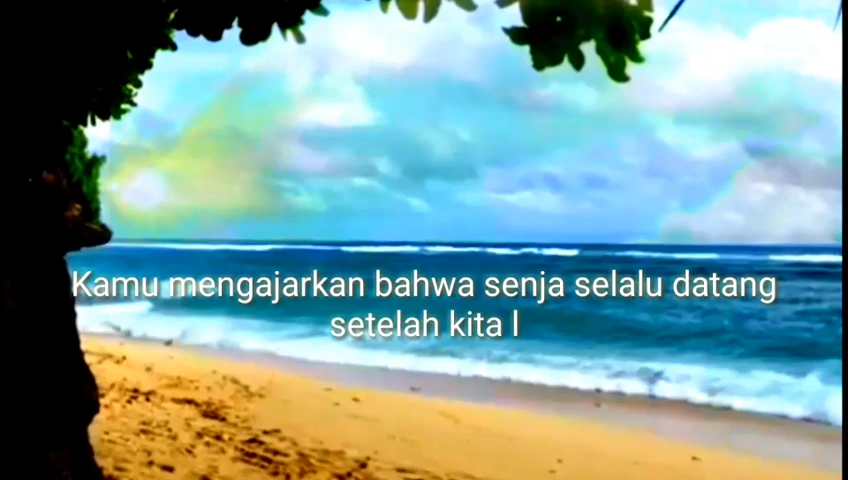 Kamu mengajarkan bahwa senja selalu datang
setelah kita l